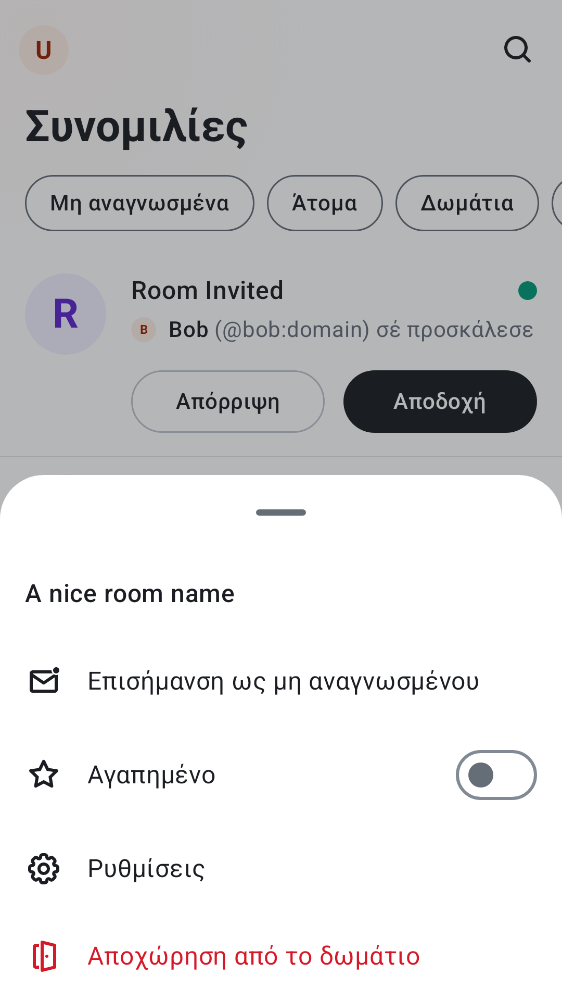 U
Συνομιλίες
Μη αναγνωσμένα Άτομα Δωμάτια
R
Room Invited
B Bob (@bob:domain) σέ προσκάλεσε
Απόρριψη Αποδοχή
A nice room name
Επισήμανση ως μη αναγνωσμένου
Αγαπημένο
Ρυθμίσεις
Αποχώρηση από το δωμάτιο